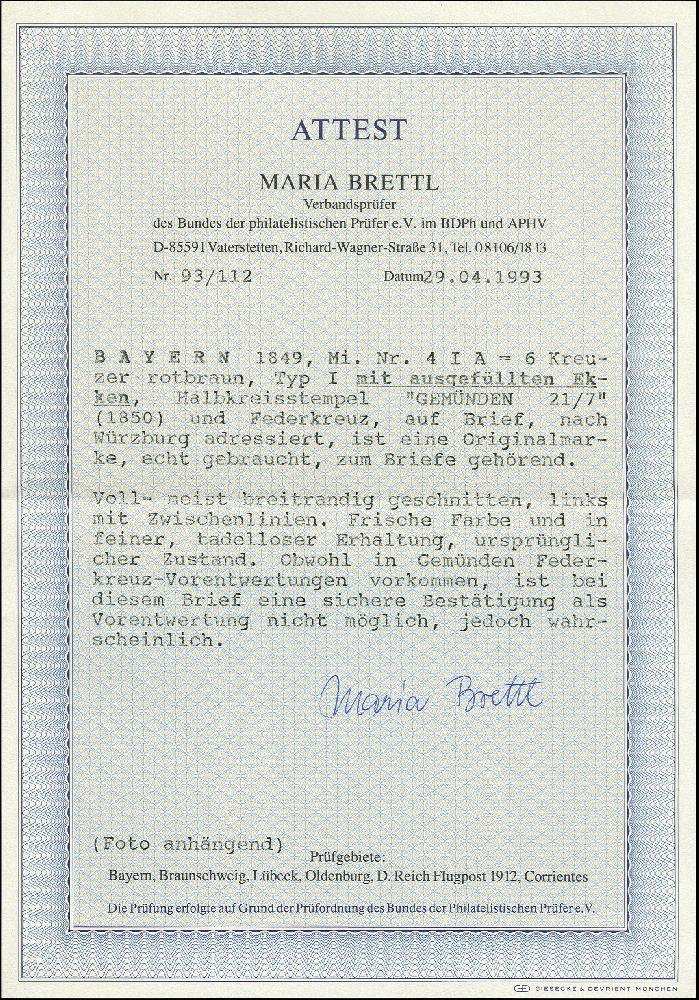 ATTEST
MARIA BRETTL
Verbandsprüfer
des Bundes der philatelistischen Prüfer e.V. im BDPh und APHV
D-85591 Vaterstetten, Richard-Wagner-Straße 31, Tel. 08106/1813
Nr. 93/112 Datum 29.04.1993
B A Y E R N 1849, Mi. Nr. 4 I A = 6 Kreu-
zer rotbraun, Typ I mit ausgefüllten Ek-
ken, Halbkreisstempel "GEMÜNDEN 21/7"
(1850) und Federkreuz, auf Brief, nach
Würzburg adressiert, ist eine Originalmar-
ke, echt gebraucht, zum Briefe gehörend.
Voll- meist breitrandig geschnitten, links
mit Zwischenlinien. Frische Farbe und in
feiner, tadelloser Erhaltung, ursprüngli-
cher Zustand. Obwohl in Gemünden Feder-
kreuz-Vorentwertungen vorkommen, ist bei
diesem Brief eine sichere Bestätigung als
Vorentwertung nicht möglich, jedoch wahr-
scheinlich.
Maria Brettl
(Foto anhängend)
Prüfgebiete:
Bayern, Braunschweig, Lübeck, Oldenburg, D. Reich Flugpost 1912, Corrientes
Die Prüfung erfolgte auf Grund der Prüfordnung des Bundes der Philatelistischen Prüfer e.V.
GIESECKE & DEVRIENT MÜNCHEN